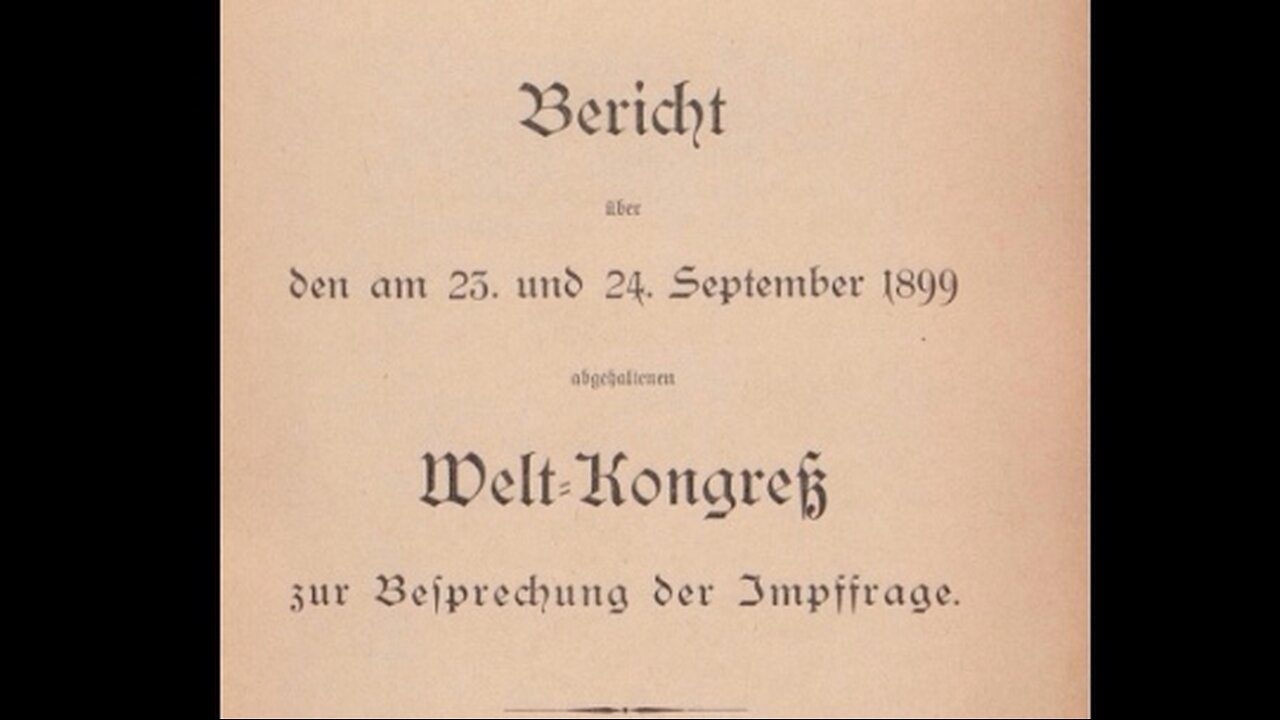 Bericht
über
den am 23. und 24. September 1899
abgehaltenen
Welt-Kongreß
zur Beſprechung der Impffrage.